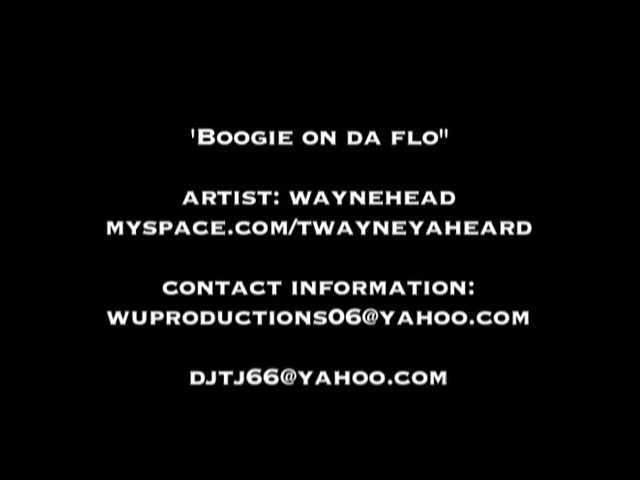 'Boogie on da flo"
artist: waynehead
myspace.com/twayneyaheard
contact information:
wuproductions06@yahoo.com
djtj66@yahoo.com